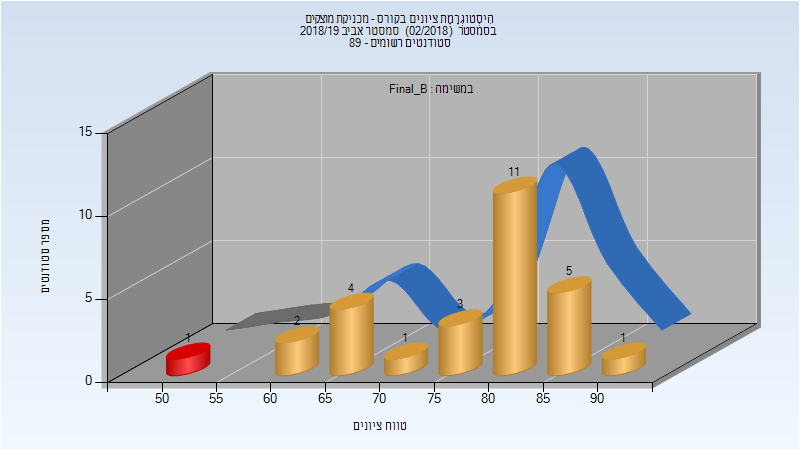 היסטוגרמת ציונים בקורס - מכניקת מוצקים
בסמסטר (02/2018) סמסטר אביב 2018/19
סטודנטים רשומים - 89
במשימה : Final_B
מספר סטודנטים
15
10
5
0
1
2
4
1
3
11
5
1
50 55 60 65 70 75 80 85 90
טווח ציונים